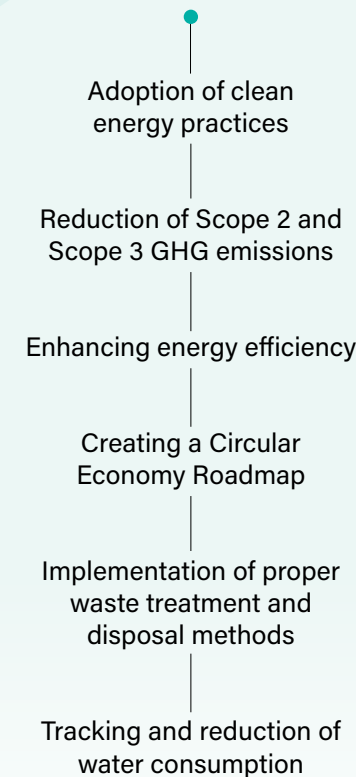 Adoption of clean
energy practices
Reduction of Scope 2 and
Scope 3 GHG emissions
Enhancing energy efficiency
Creating a Circular
Economy Roadmap
Implementation of proper
waste treatment and
disposal methods
Tracking and reduction of
water consumption